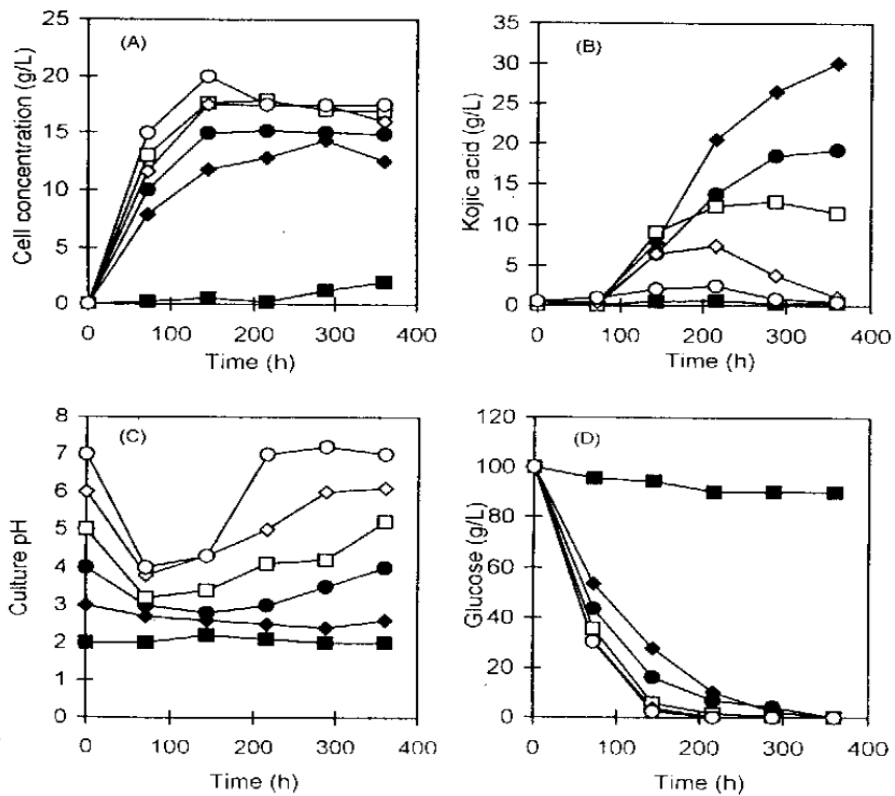 (A)
Cell concentration (g/L)
25
20
15
10
5
0
0 100 200 300 400
Time (h)
(B)
Kojic acid (g/L)
35
30
25
20
15
10
5
0
0 100 200 300 400
Time (h)
(C)
Culture pH
8
7
6
5
4
3
2
1
0
0 100 200 300 400
Time (h)
(D)
Glucose (g/L)
120
100
80
60
40
20
0
0 100 200 300 400
Time (h)